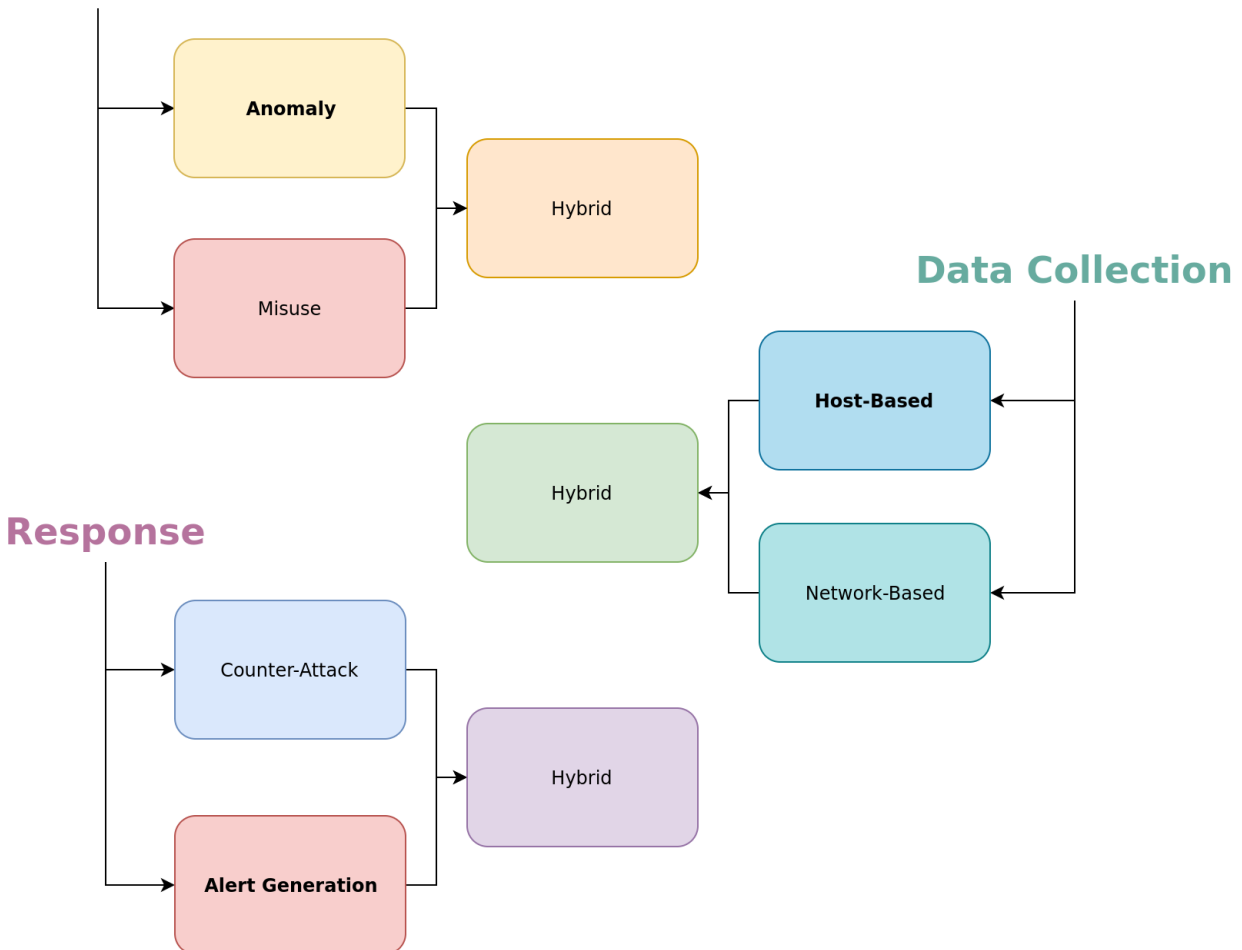 Anomaly
Hybrid
Misuse
Data Collection
Host-Based
Hybrid
Network-Based
Response
Counter-Attack
Hybrid
Alert Generation